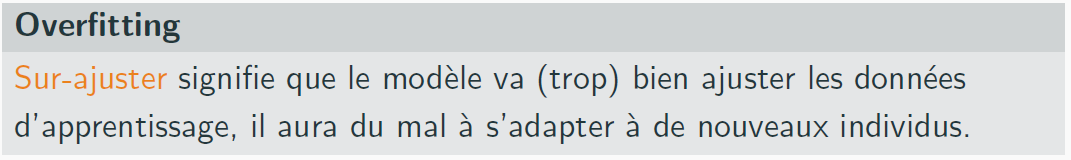 Overfitting
Sur-ajuster signifie que le modèle va (trop) bien ajuster les données
d'apprentissage, il aura du mal à s'adapter à de nouveaux individus.